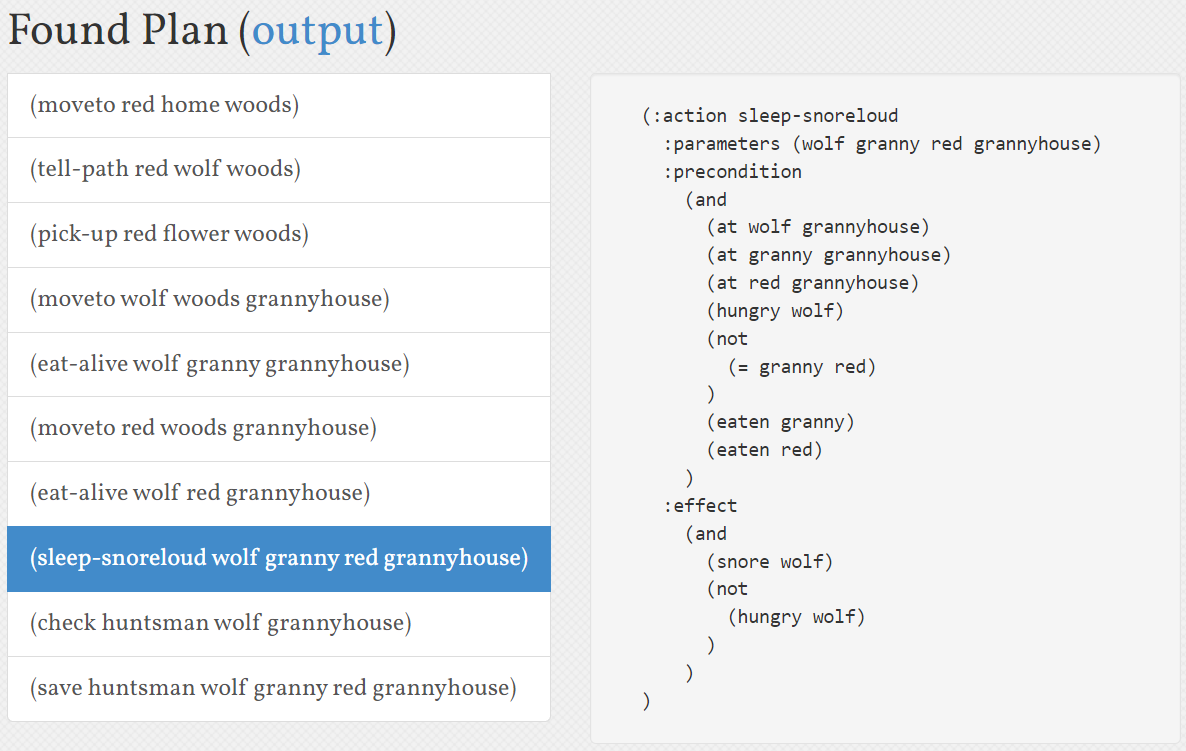 Found Plan (output)
(moveto red home woods)
(tell-path red wolf woods)
(pick-up red flower woods)
(moveto wolf woods grannyhouse)
(eat-alive wolf granny grannyhouse)
(moveto red woods grannyhouse)
(eat-alive wolf red grannyhouse)
(sleep-snoreloud wolf granny red grannyhouse)
(check huntsman wolf grannyhouse)
(save huntsman wolf granny red grannyhouse)
(:action sleep-snoreloud
  :parameters (wolf granny red grannyhouse)
  :precondition
    (and
      (at wolf grannyhouse)
      (at granny grannyhouse)
      (at red grannyhouse)
      (hungry wolf)
      (not
        (= granny red)
      )
      (eaten granny)
      (eaten red)
    )
  :effect
    (and
      (snore wolf)
      (not
        (hungry wolf)
      )
    )
)